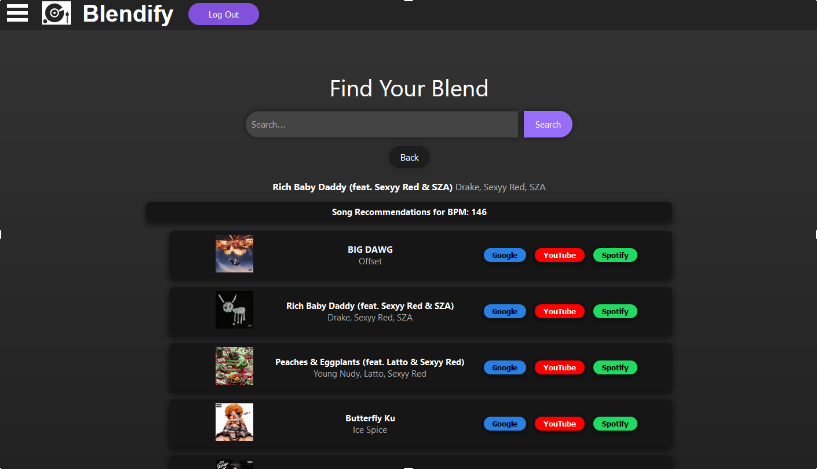 Blendify
Log Out
Find Your Blend
Search...
Search
Back
Rich Baby Daddy (feat. Sexyy Red & SZA) Drake, Sexyy Red, SZA
Song Recommendations for BPM: 146
BIG DAWG
Offset
Google YouTube Spotify
Rich Baby Daddy (feat. Sexyy Red & SZA)
Drake, Sexyy Red, SZA
Google YouTube Spotify
Peaches & Eggplants (feat. Latto & Sexyy Red)
Young Nudy, Latto, Sexyy Red
Google YouTube Spotify
Butterfly Ku
Ice Spice
Google YouTube Spotify